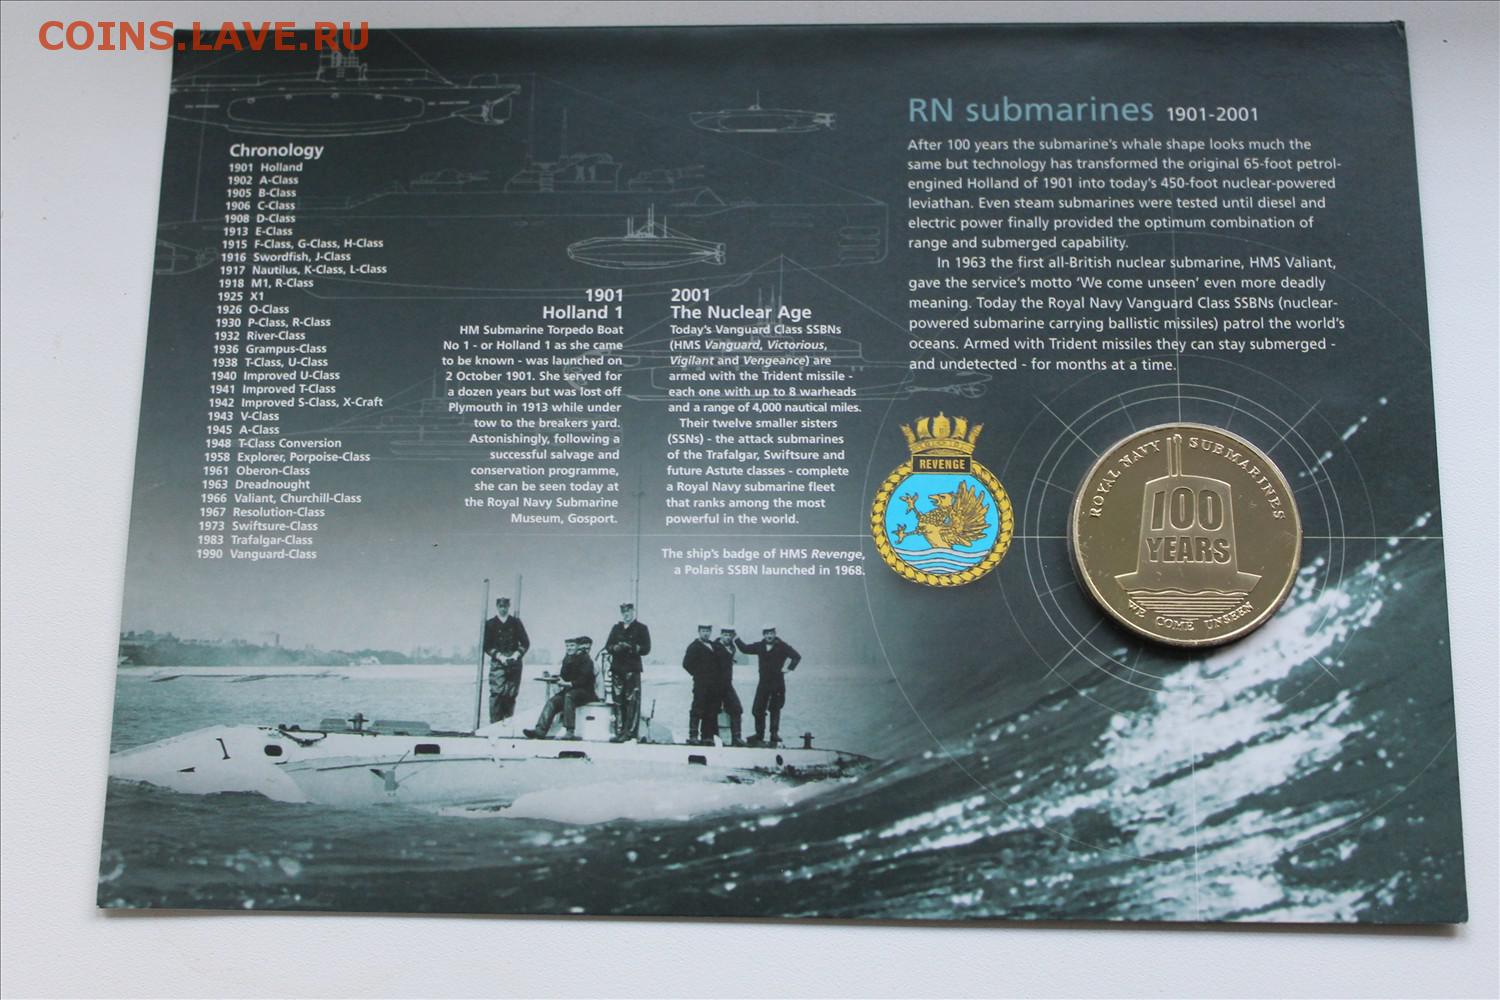 COINS.LAVE.RU
Chronology
1901 Holland
1902 A-Class
1905 B-Class
1906 C-Class
1908 D-Class
1913 E-Class
1915 F-Class, G-Class, H-Class
1916 Swordfish, J-Class
1917 Nautilus, K-Class, L-Class
1918 M1, R-Class
1925 X1
1926 O-Class
1930 P-Class, R-Class
1932 River-Class
1936 Grampus-Class
1938 T-Class, U-Class
1940 Improved U-Class
1941 Improved T-Class
1942 Improved S-Class, X-Craft
1943 V-Class
1945 A-Class
1948 T-Class Conversion
1958 Explorer, Porpoise-Class
1961 Oberon-Class
1963 Dreadnought
1966 Valiant, Churchill-Class
1967 Resolution-Class
1973 Swiftsure-Class
1983 Trafalgar-Class
1990 Vanguard-Class
1901
Holland 1
HM Submarine Torpedo Boat
No 1 - or Holland 1 as she came
to be known - was launched on
2 October 1901. She served for
a dozen years but was lost off
Plymouth in 1913 while under
tow to the breakers yard.
Astonishingly, following a
successful salvage and
conservation programme,
she can be seen today at
the Royal Navy Submarine
Museum, Gosport.
2001
The Nuclear Age
Today's Vanguard Class SSBNs
(HMS Vanguard, Victorious,
Vigilant and Vengeance) are
armed with the Trident missile -
each one with up to 8 warheads
and a range of 4,000 nautical miles.
Their twelve smaller sisters
(SSNs) - the attack submarines
of the Trafalgar, Swiftsure and
future Astute classes - complete
a Royal Navy submarine fleet
that ranks among the most
powerful in the world.
The ship's badge of HMS Revenge,
a Polaris SSBN launched in 1968.
RN submarines 1901-2001
After 100 years the submarine's whale shape looks much the
same but technology has transformed the original 65-foot petrol-
engined Holland of 1901 into today's 450-foot nuclear-powered
leviathan. Even steam submarines were tested until diesel and
electric power finally provided the optimum combination of
range and submerged capability.
In 1963 the first all-British nuclear submarine, HMS Valiant,
gave the service's motto 'We come unseen' even more deadly
meaning. Today the Royal Navy Vanguard Class SSBNs (nuclear-
powered submarine carrying ballistic missiles) patrol the world's
oceans. Armed with Trident missiles they can stay submerged -
and undetected - for months at a time.
REVENGE
ROYAL NAVY SUBMARINES
100
YEARS
WE COME UNSEEN
1